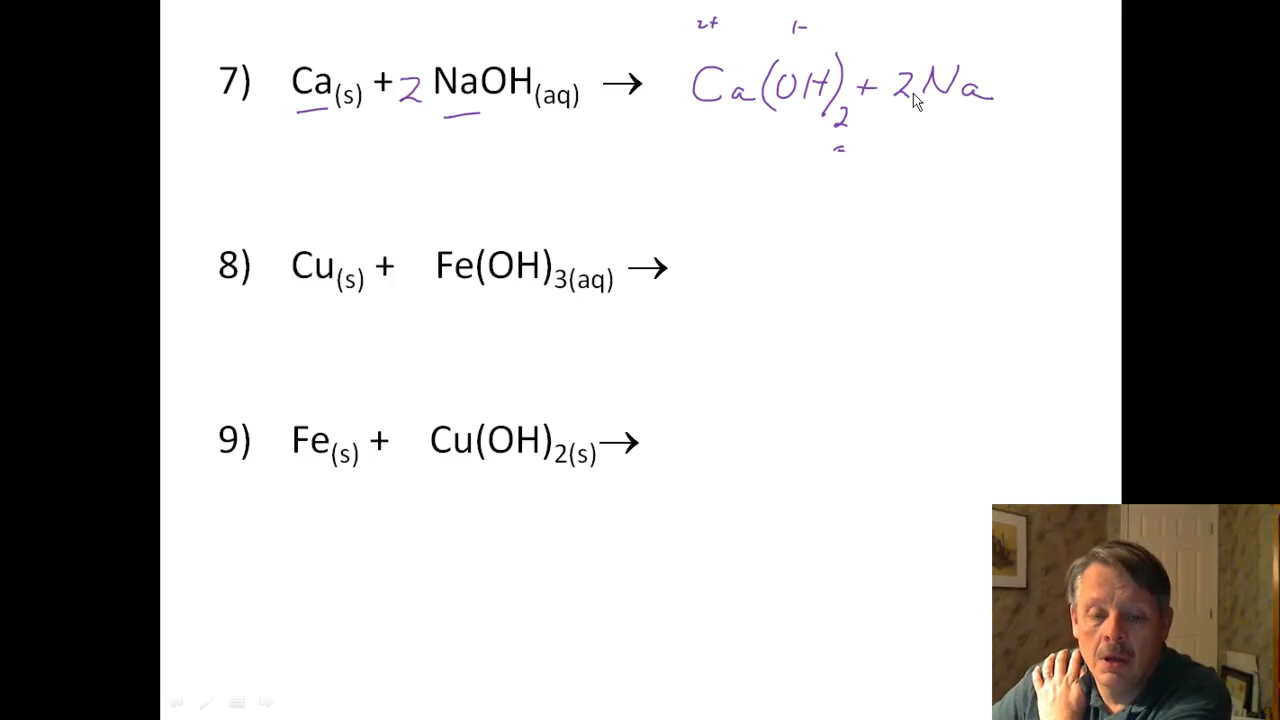 2+ 1-
7) Ca(s) + 2 NaOH(aq) → Ca(OH)2 + 2Na
8) Cu(s) + Fe(OH)3(aq) →
9) Fe(s) + Cu(OH)2(s)→